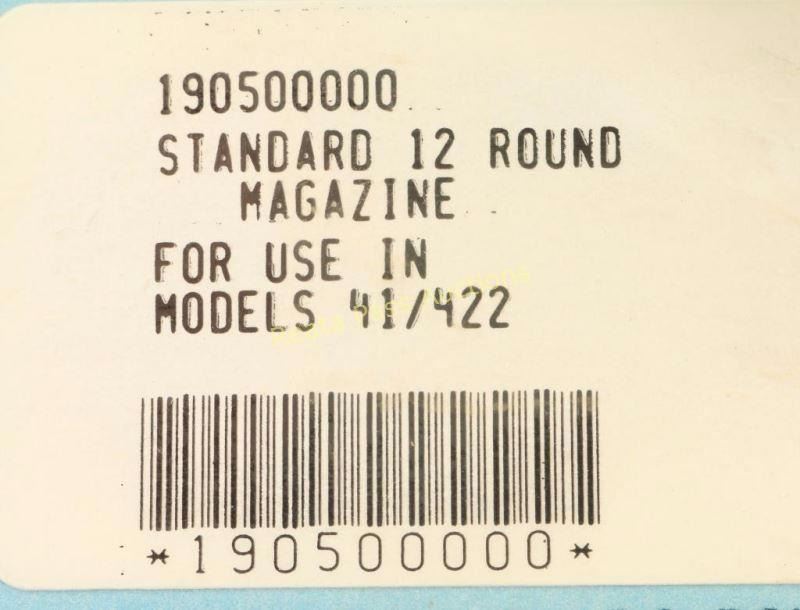 190500000
STANDARD 12 ROUND
MAGAZINE
FOR USE IN
MODELS 41/422
*190500000*